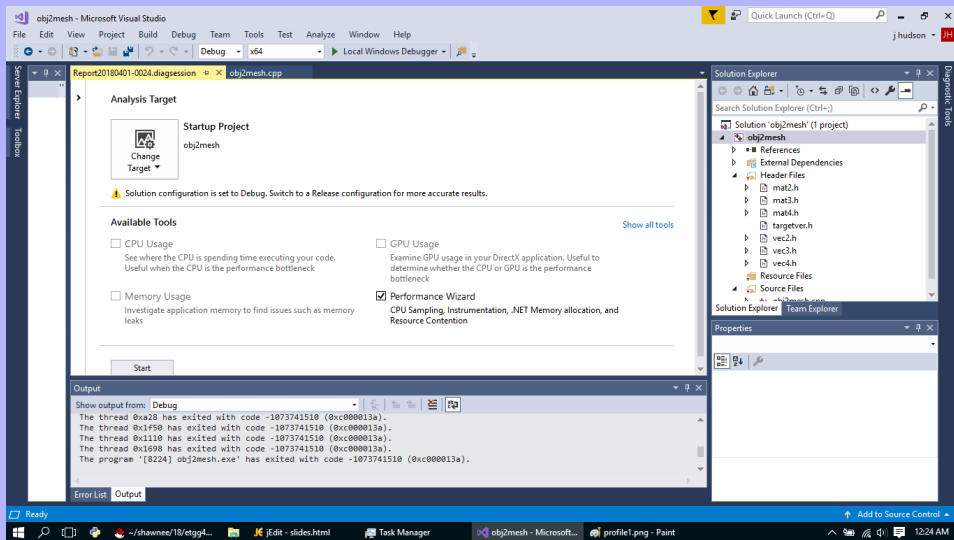 obj2mesh - Microsoft Visual Studio
Quick Launch (Ctrl+Q)
File Edit View Project Build Debug Team Tools Test Analyze Window Help
j hudson
JH
Debug x64 Local Windows Debugger
Server Explorer
Toolbox
Report20180401-0024.diagsession
obj2mesh.cpp
Analysis Target
Change Target
Startup Project
obj2mesh
Solution configuration is set to Debug. Switch to a Release configuration for more accurate results.
Available Tools
Show all tools
CPU Usage
See where the CPU is spending time executing your code.
Useful when the CPU is the performance bottleneck
GPU Usage
Examine GPU usage in your DirectX application. Useful to
determine whether the CPU or GPU is the performance
bottleneck
Memory Usage
Investigate application memory to find issues such as memory
leaks
Performance Wizard
CPU Sampling, Instrumentation, .NET Memory allocation, and
Resource Contention
Start
Output
Show output from: Debug
The thread 0xa28 has exited with code -1073741510 (0xc000013a).
The thread 0x1f50 has exited with code -1073741510 (0xc000013a).
The thread 0x1110 has exited with code -1073741510 (0xc000013a).
The thread 0x1698 has exited with code -1073741510 (0xc000013a).
The program '[8224] obj2mesh.exe' has exited with code -1073741510 (0xc000013a).
Error List Output
Solution Explorer
Search Solution Explorer (Ctrl+;)
Solution 'obj2mesh' (1 project)
obj2mesh
References
External Dependencies
Header Files
mat2.h
mat3.h
mat4.h
targetver.h
vec2.h
vec3.h
vec4.h
Resource Files
Source Files
obj2mesh.cpp
Solution Explorer Team Explorer
Properties
Diagnostic Tools
Ready
Add to Source Control
~/shawnee/18/etgg4...
jEdit - slides.html
Task Manager
obj2mesh - Microsoft...
profile1.png - Paint
12:24 AM